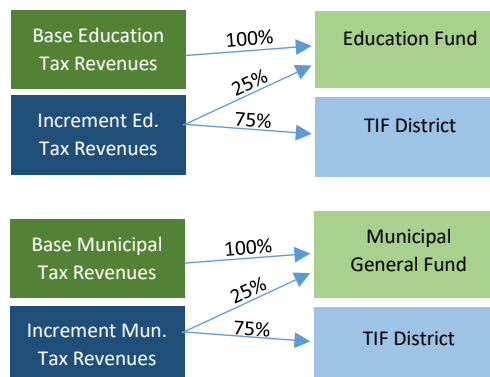 Base Education
Tax Revenues
100%
Education Fund
25%
Increment Ed.
Tax Revenues
75%
TIF District
Base Municipal
Tax Revenues
100%
Municipal
General Fund
25%
Increment Mun.
Tax Revenues
75%
TIF District